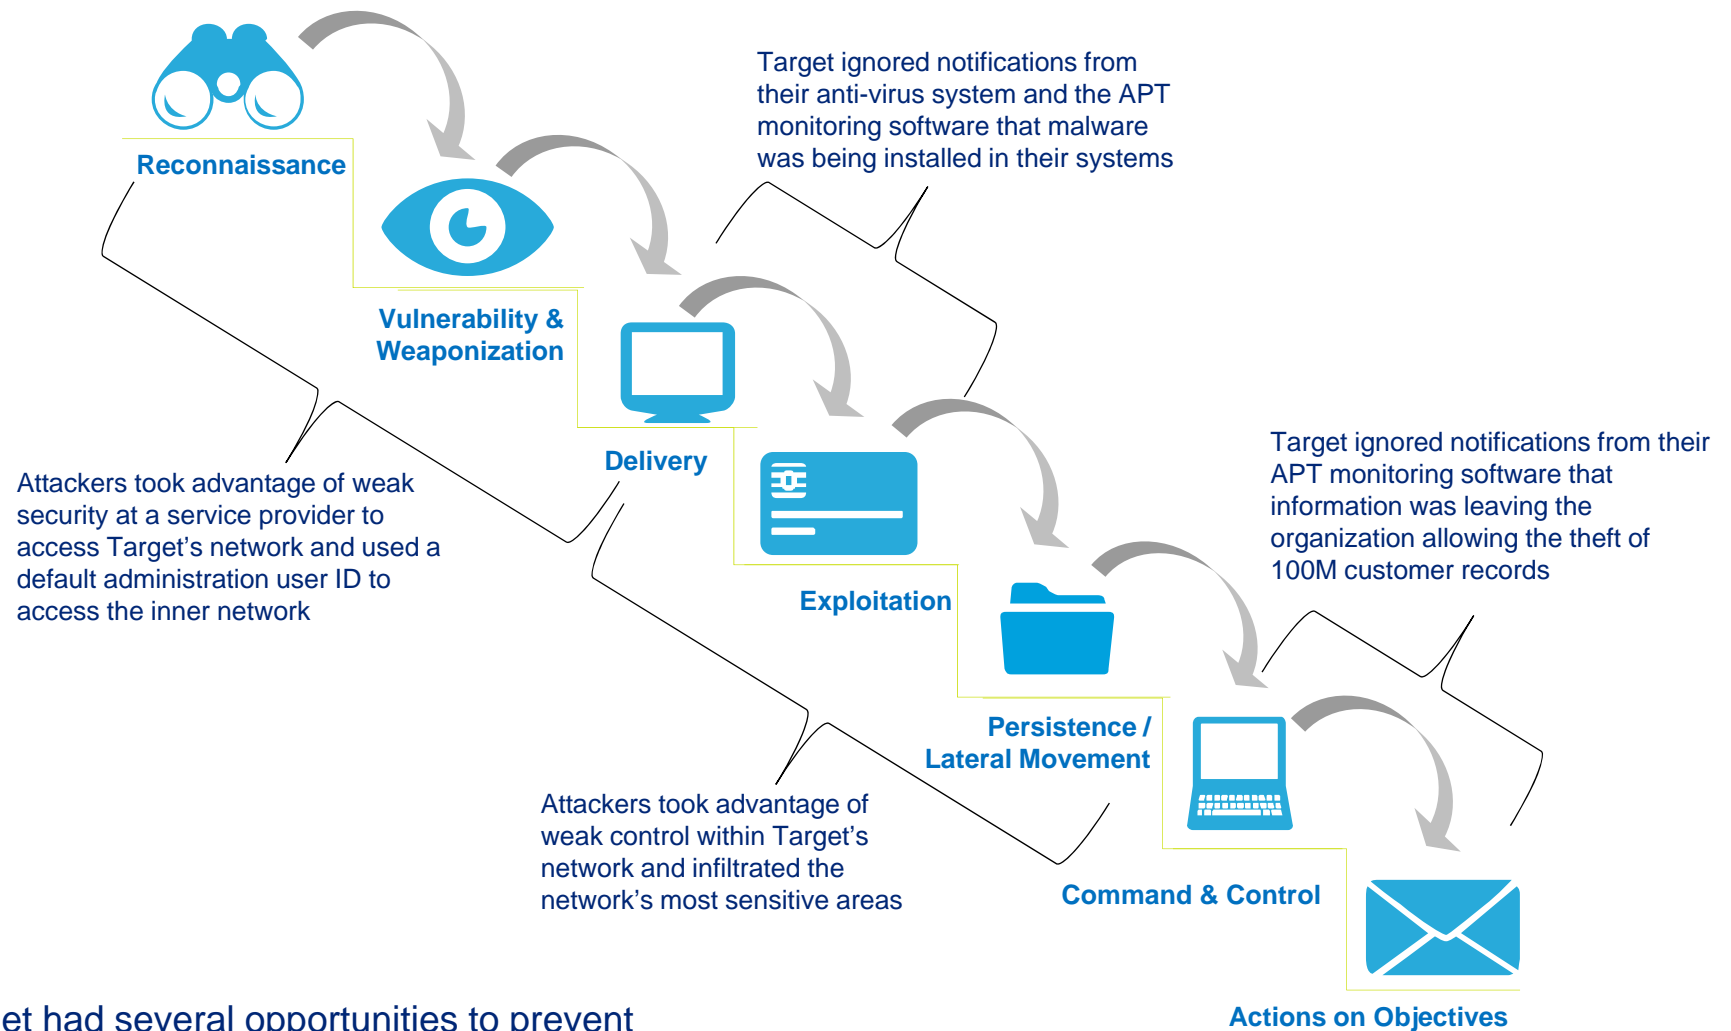 Target ignored notifications from
their anti-virus system and the APT
monitoring software that malware
was being installed in their systems
Reconnaissance
Vulnerability &
Weaponization
Delivery
Target ignored notifications from their
APT monitoring software that
information was leaving the
organization allowing the theft of
100M customer records
Attackers took advantage of weak
security at a service provider to
access Target's network and used a
default administration user ID to
access the inner network
Exploitation
Persistence /
Lateral Movement
Attackers took advantage of
weak control within Target's
network and infiltrated the
network's most sensitive areas
Command & Control
Actions on Objectives
et had several opportunities to prevent